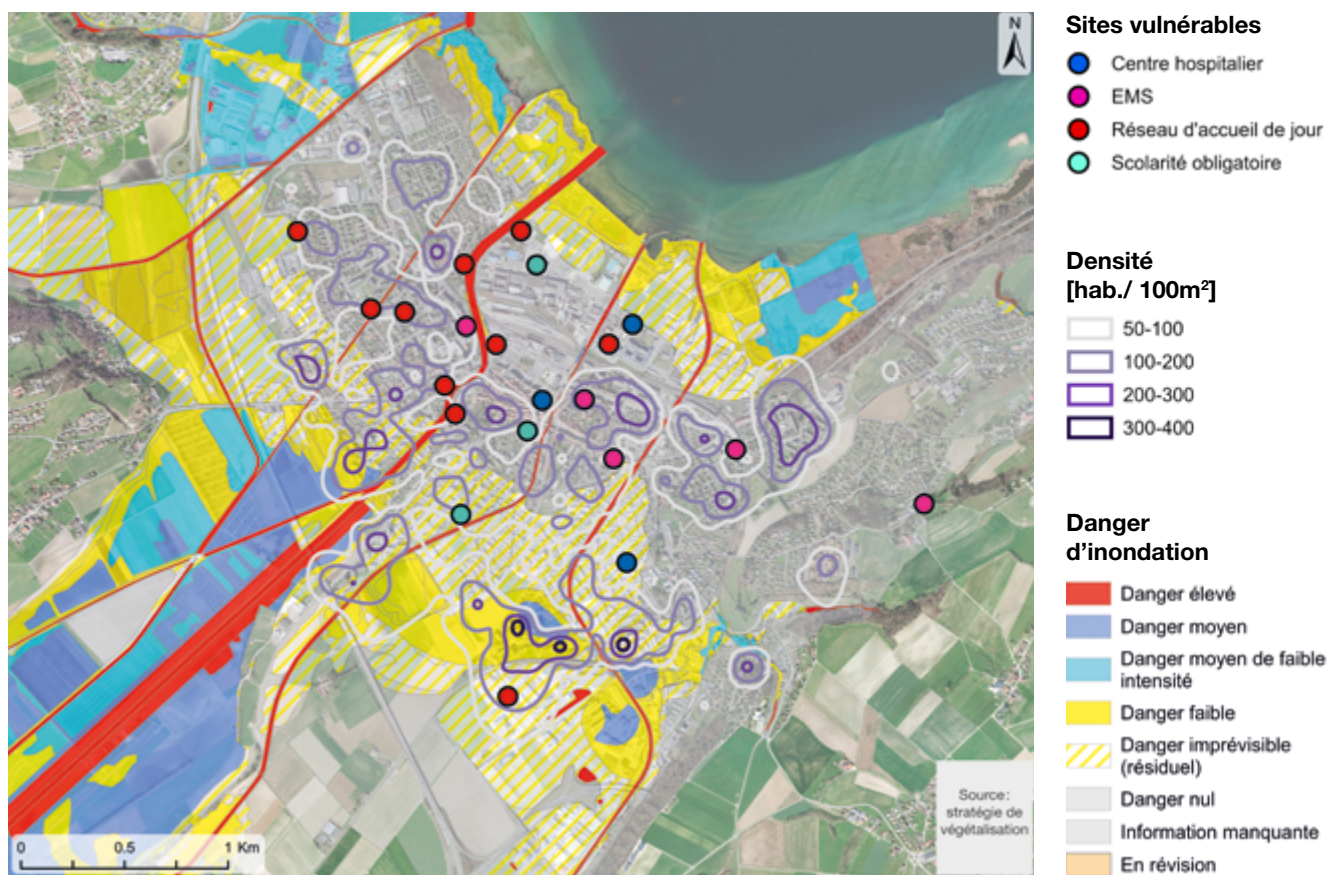 N
Source:
stratégie de
végétalisation
0 0.5 1 Km
Sites vulnérables
Centre hospitalier
EMS
Réseau d'accueil de jour
Scolarité obligatoire
Densité
[hab./ 100m²]
50-100
100-200
200-300
300-400
Danger
d’inondation
Danger élevé
Danger moyen
Danger moyen de faible
intensité
Danger faible
Danger imprévisible
(résiduel)
Danger nul
Information manquante
En révision